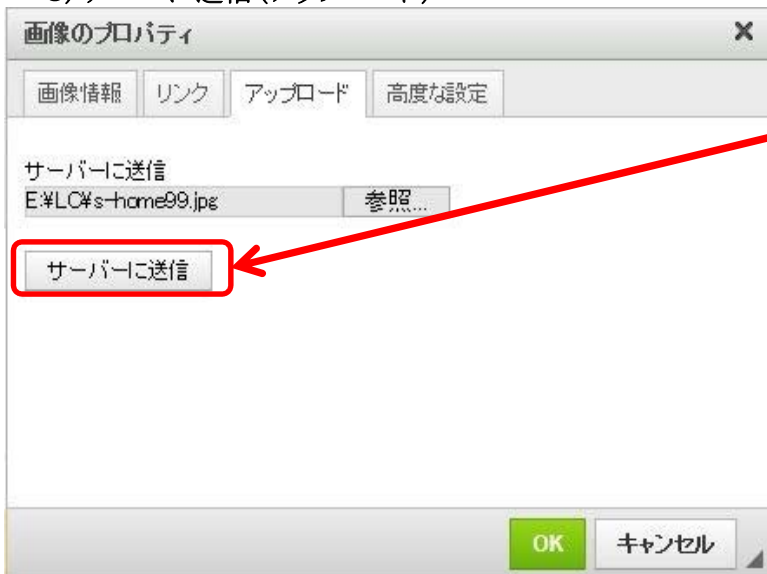 画像のプロパティ
画像情報 リンク アップロード 高度な設定
サーバーに送信
E:¥LC¥s-home99.jpg 参照...
サーバーに送信
OK キャンセル